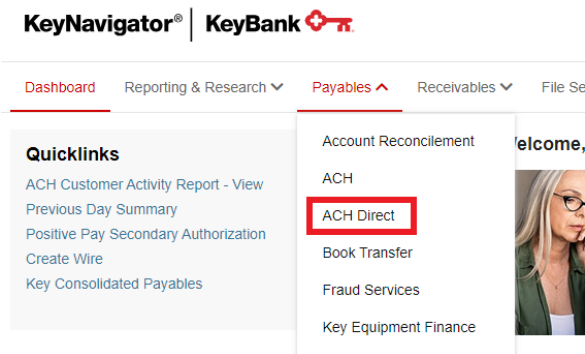 KeyNavigator® KeyBank
Dashboard Reporting & Research Payables Receivables File Se
Quicklinks
ACH Customer Activity Report - View
Previous Day Summary
Positive Pay Secondary Authorization
Create Wire
Key Consolidated Payables
Account Reconcilement
ACH
ACH Direct
Book Transfer
Fraud Services
Key Equipment Finance
elcome,